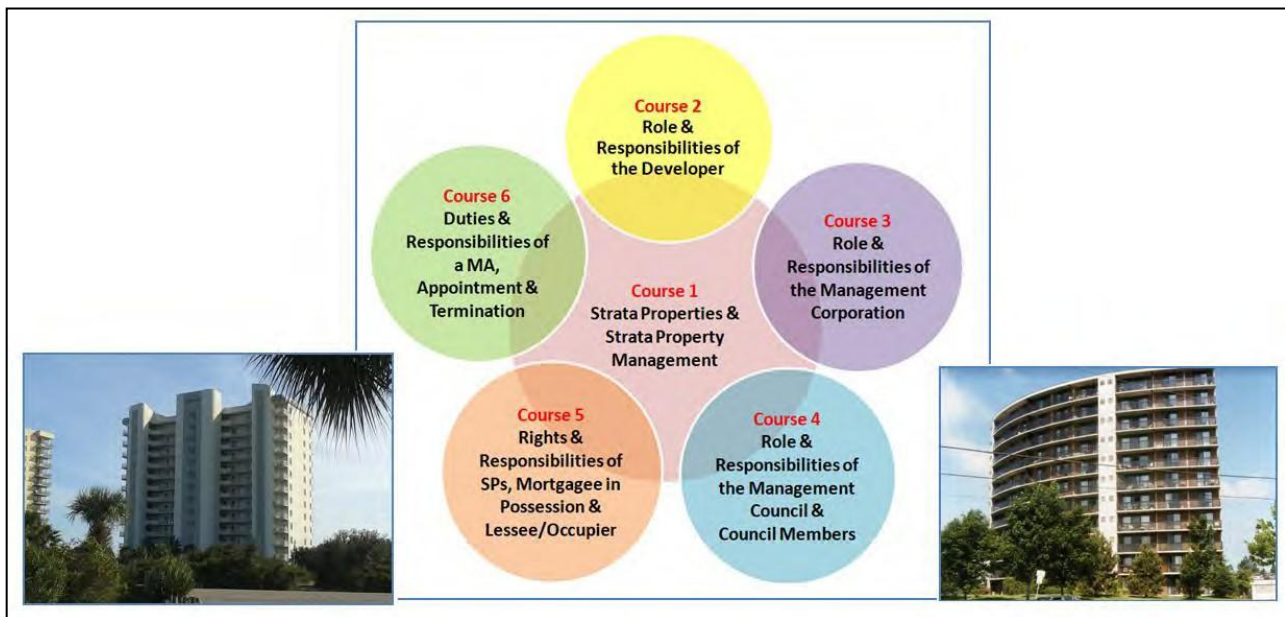 Course 2
Role &
Responsibilities of
the Developer
Course 6
Duties &
Responsibilities of
a MA,
Appointment &
Termination
Course 3
Role &
Responsibilities of
the Management
Corporation
Course 1
Strata Properties &
Strata Property
Management
Course 5
Rights &
Responsibilities of
SPs, Mortgagee in
Possession &
Lessee/Occupier
Course 4
Role &
Responsibilities of
the Management
Council &
Council Members